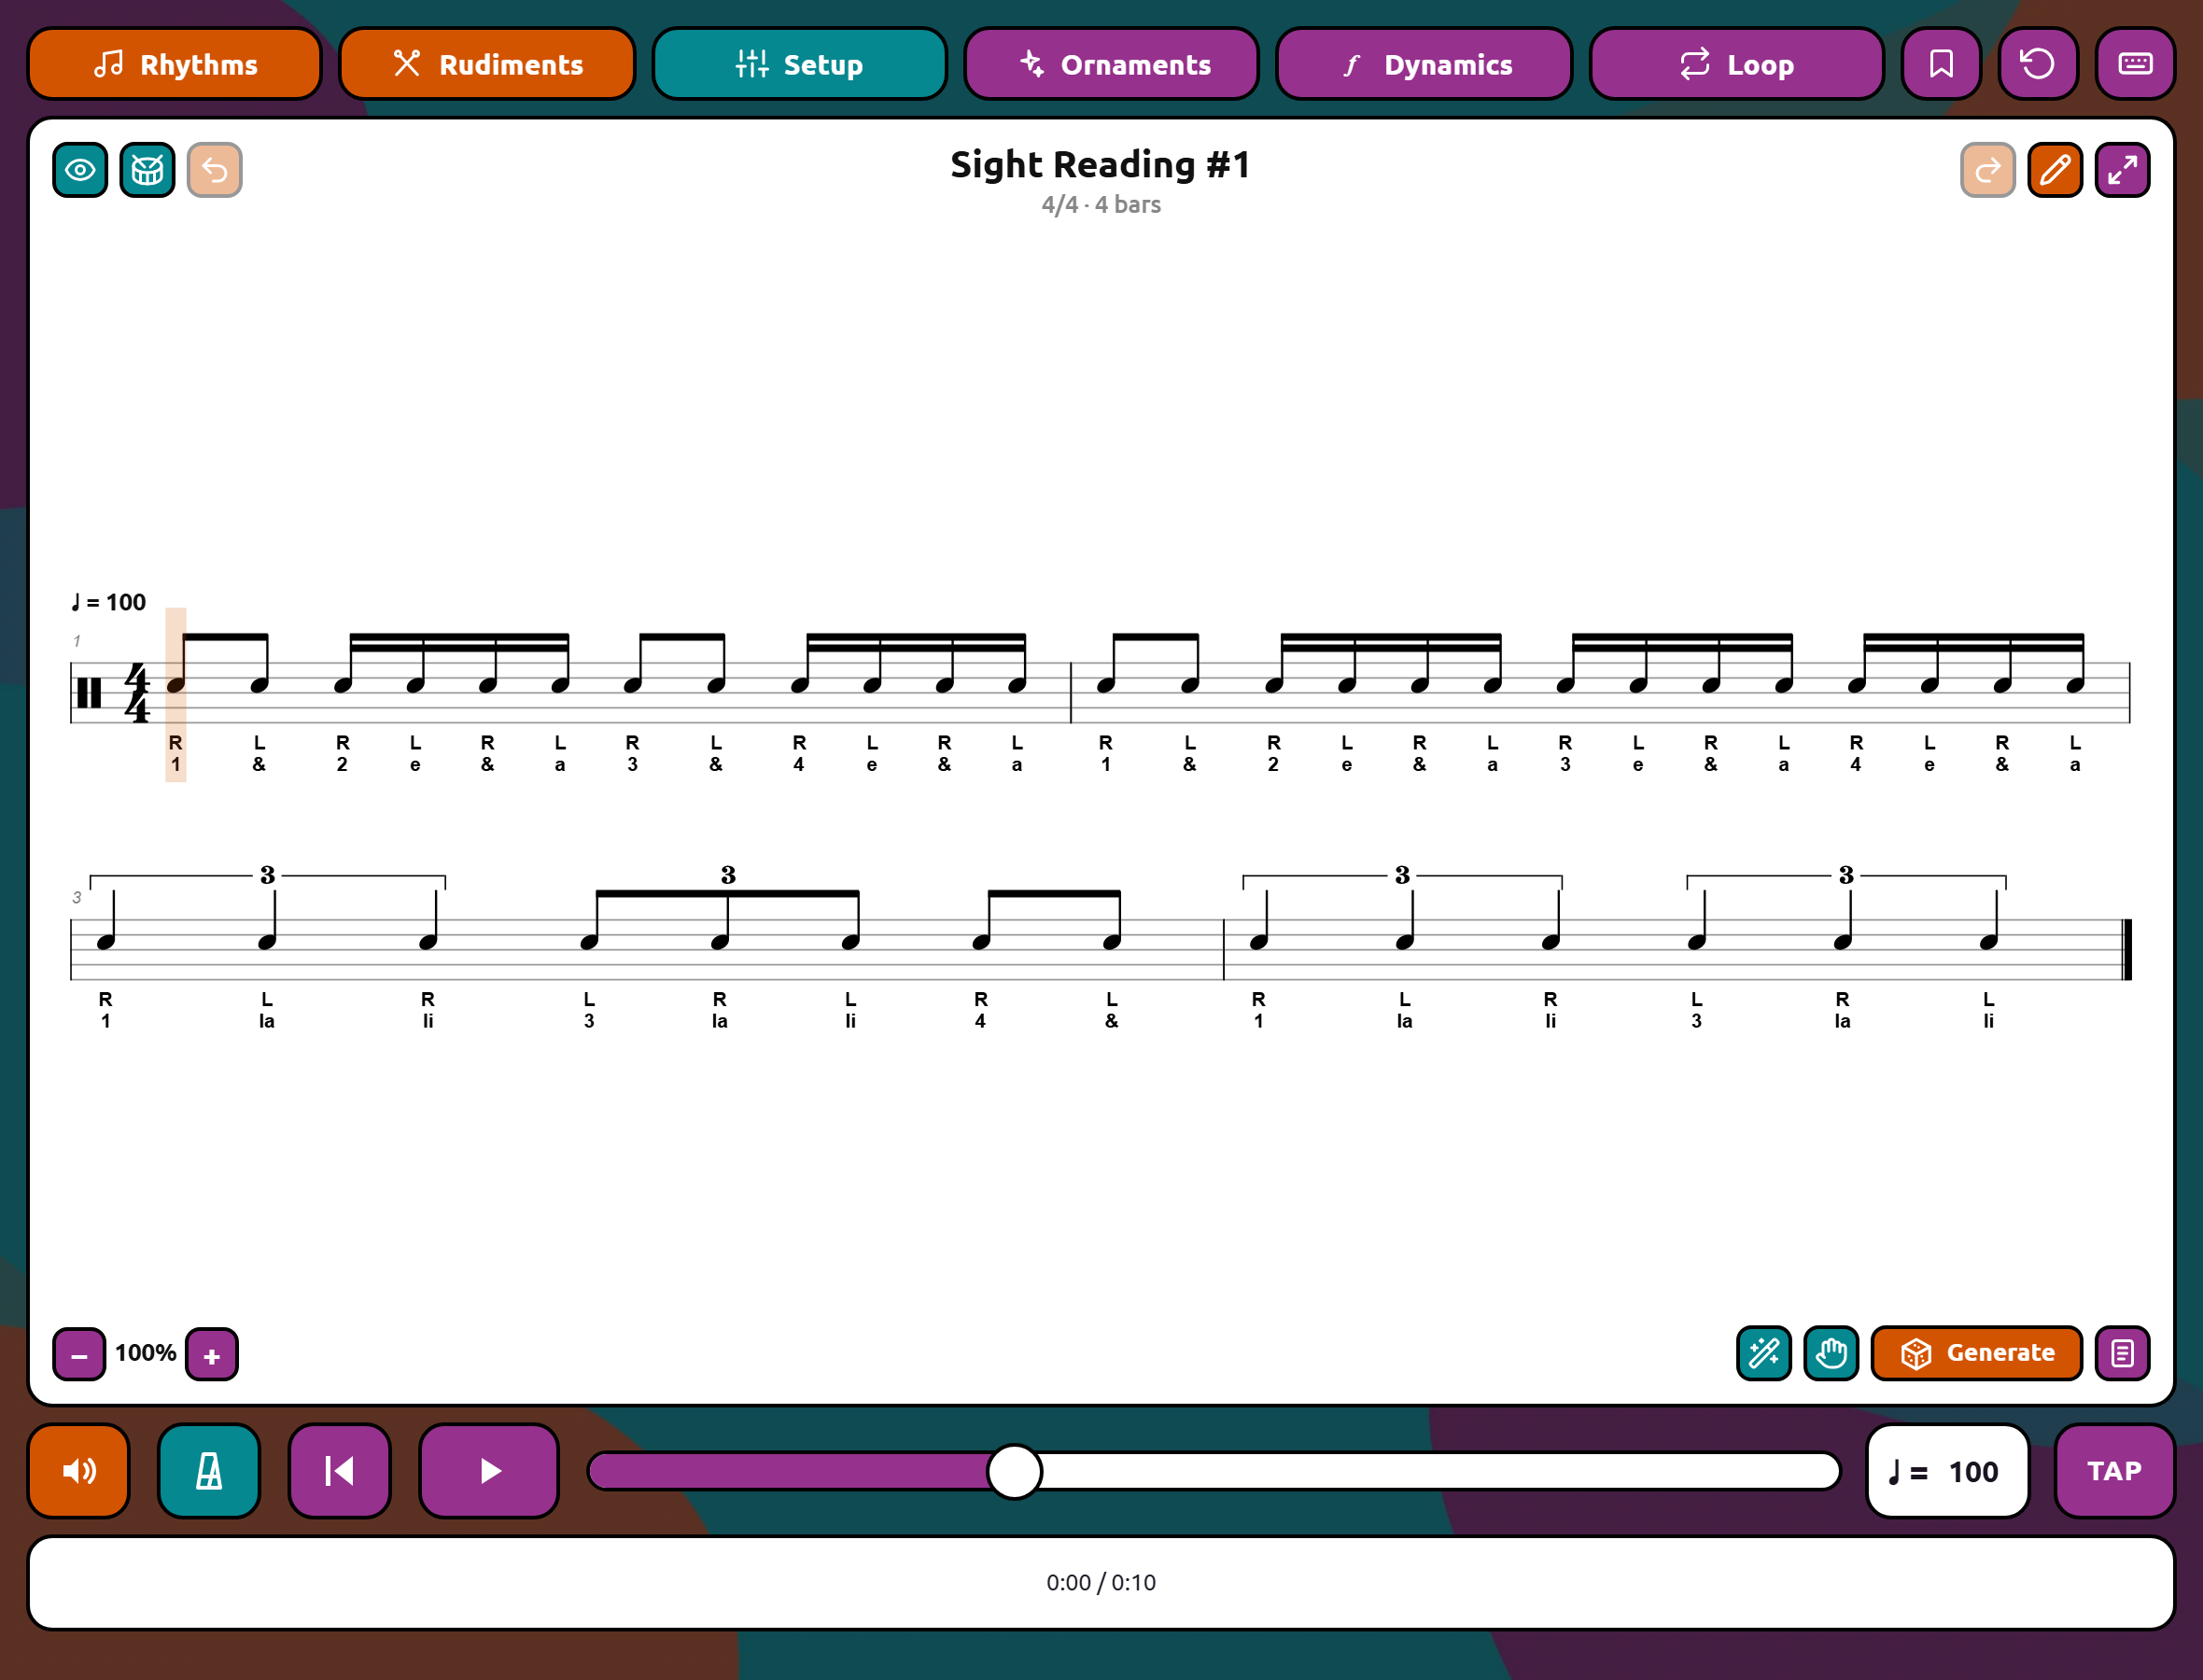 Rhythms Rudiments Setup Ornaments f Dynamics Loop
Sight Reading #1
4/4 · 4 bars
♩ = 100
1
4
4
R L R L R L R L R L R L R L R L R L R L R L R L R L
1 & 2 e & a 3 & 4 e & a 1 & 2 e & a 3 e & a 4 e & a
3 3 3 3
3
R L R L R L R L R L R L R L
1 la li 3 la li 4 & 1 la li 3 la li
− 100% + Generate
♩ = 100 TAP
0:00 / 0:10